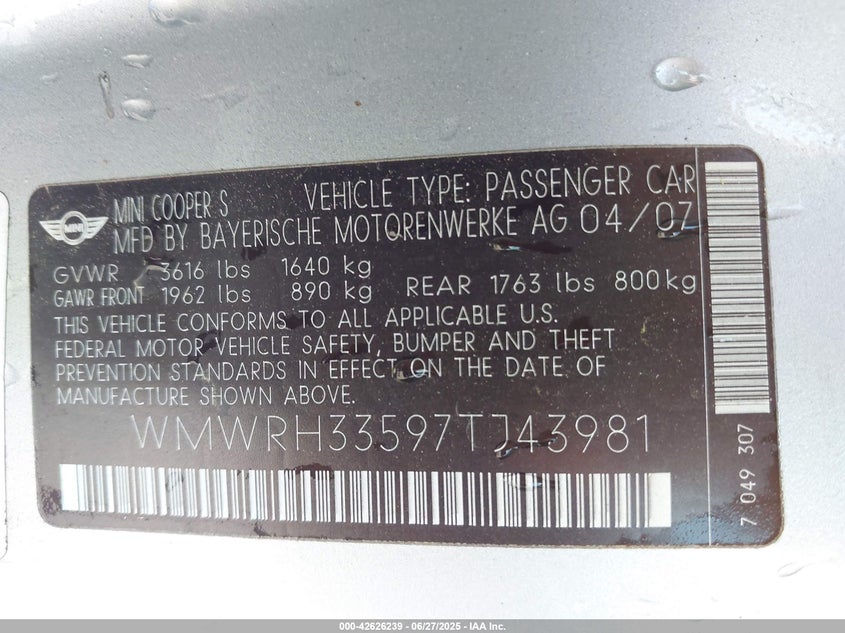 MINI COOPER S VEHICLE TYPE: PASSENGER CAR
MINI
MFD BY BAYERISCHE MOTORENWERKE AG 04/07
GVWR 3616 lbs 1640 kg
GAWR FRONT 1962 lbs 890 kg REAR 1763 lbs 800 kg
THIS VEHICLE CONFORMS TO ALL APPLICABLE U.S.
FEDERAL MOTOR VEHICLE SAFETY, BUMPER AND THEFT
PREVENTION STANDARDS IN EFFECT ON THE DATE OF
MANUFACTURE SHOWN ABOVE.
WMWRH33597TJ43981
7 049 307
000-42626239 - 06/27/2025 - IAA Inc.